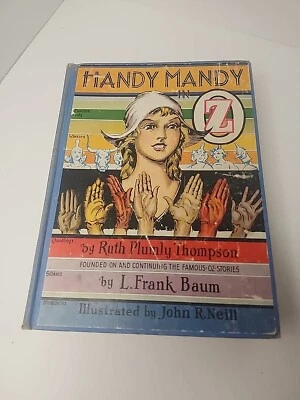 HANDY MANDY
IN
OZ
by Ruth Plumly Thompson
FOUNDED ON AND CONTINUING THE FAMOUS-OZ-STORIES
by L. Frank Baum
Illustrated by John R. Neill